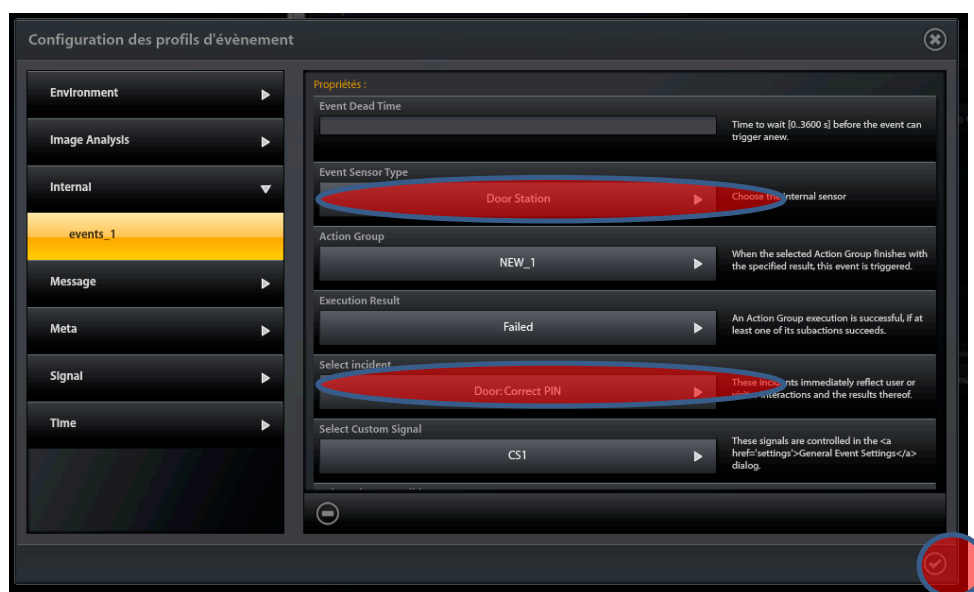 Configuration des profils d'évènement
Environment
Image Analysis
Internal
events_1
Message
Meta
Signal
Time
Propriétés :
Event Dead Time
Time to wait [0..3600 s] before the event can
trigger anew.
Event Sensor Type
Door Station
Choose the internal sensor
Action Group
NEW_1
When the selected Action Group finishes with
the specified result, this event is triggered.
Execution Result
Failed
An Action Group execution is successful, if at
least one of its subactions succeeds.
Select incident
Door: Correct PIN
These incidents immediately reflect user or
visitor interactions and the results thereof.
Select Custom Signal
CS1
These signals are controlled in the <a
href='settings'>General Event Settings</a>
dialog.